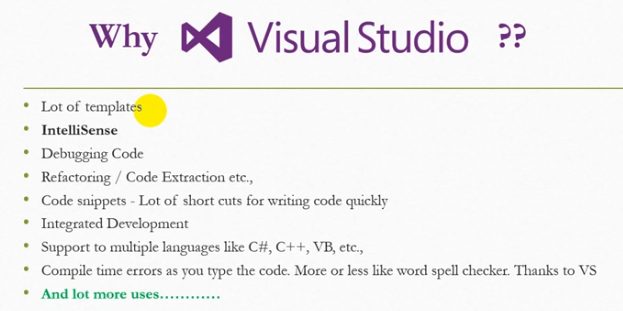 Why Visual Studio ??
Lot of templates
IntelliSense
Debugging Code
Refactoring / Code Extraction etc.,
Code snippets - Lot of short cuts for writing code quickly
Integrated Development
Support to multiple languages like C#, C++, VB, etc.,
Compile time errors as you type the code. More or less like word spell checker. Thanks to VS
And lot more uses…………